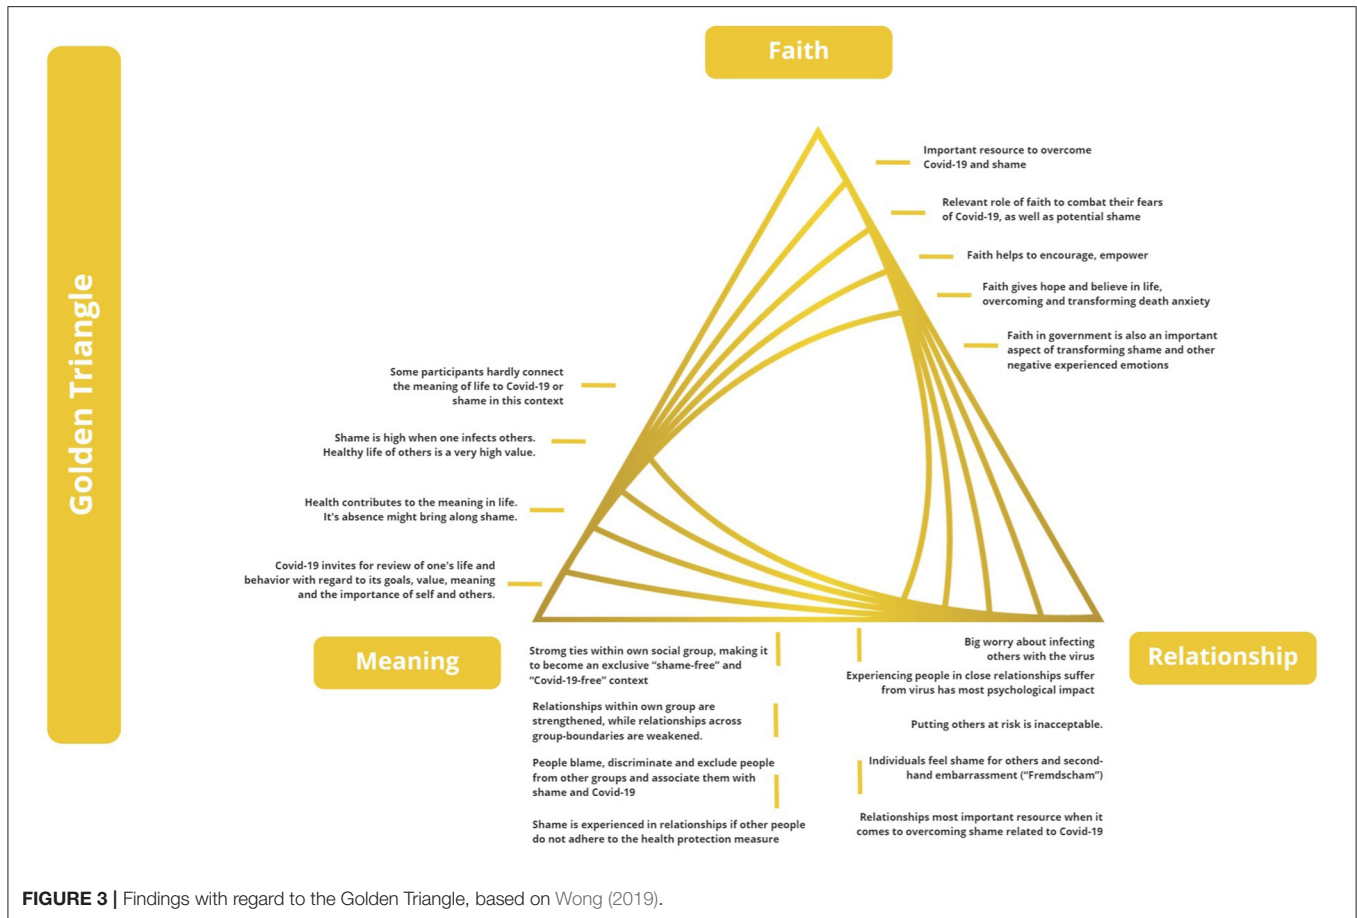 Faith
Golden Triangle
Important resource to overcome
Covid-19 and shame
Relevant role of faith to combat their fears
of Covid-19, as well as potential shame
Faith helps to encourage, empower
Faith gives hope and believe in life,
overcoming and transforming death anxiety
Faith in government is also an important
aspect of transforming shame and other
negative experienced emotions
Some participants hardly connect
the meaning of life to Covid-19 or
shame in this context
Shame is high when one infects others.
Healthy life of others is a very high value.
Health contributes to the meaning in life.
It's absence might bring along shame.
Covid-19 invites for review of one's life and
behavior with regard to its goals, value, meaning
and the importance of self and others.
Meaning
Stromg ties within own social group, making it
to become an exclusive “shame-free” and
“Covid-19-free” context
Relationships within own group are
strengthened, while relationships across
group-boundaries are weakened.
People blame, discriminate and exclude people
from other groups and associate them with
shame and Covid-19
Shame is experienced in relationships if other people
do not adhere to the health protection measure
Big worry about infecting
others with the virus
Experiencing people in close relationships suffer
from virus has most psychological impact
Putting others at risk is inacceptable.
Individuals feel shame for others and second-
hand embarrassment (“Fremdscham”)
Relationships most important resource when it
comes to overcoming shame related to Covid-19
Relationship
FIGURE 3 | Findings with regard to the Golden Triangle, based on Wong (2019).